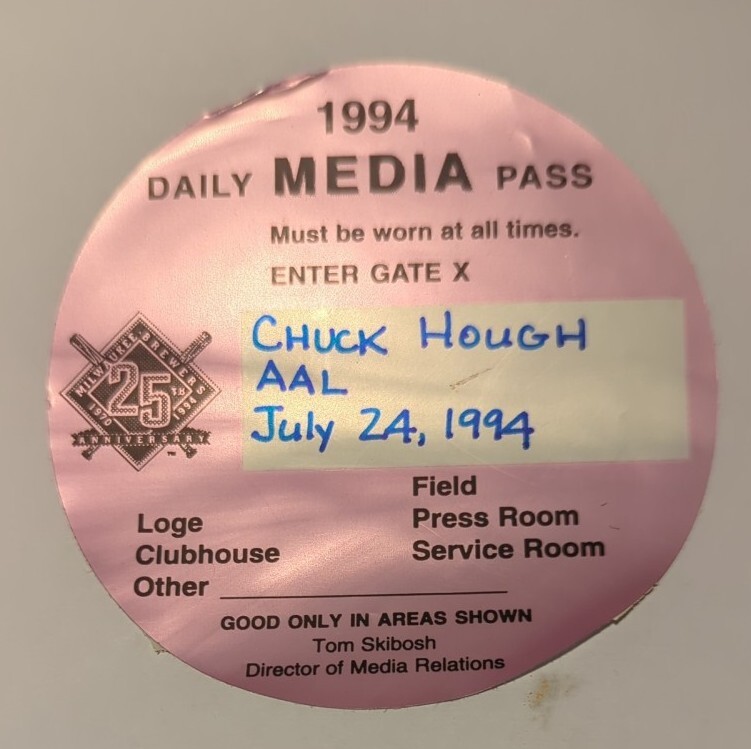 1994
DAILY MEDIA PASS
Must be worn at all times.
ENTER GATE X
CHUCK HOUGH
AAL
July 24, 1994
MILWAUKEE BREWERS
25TH
1970 1994
ANNIVERSARY
TM
Field
Loge
Press Room
Clubhouse
Service Room
Other
GOOD ONLY IN AREAS SHOWN
Tom Skibosh
Director of Media Relations